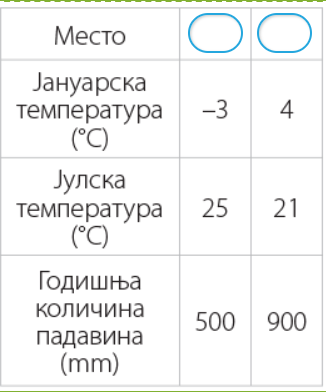 Место
Јануарска
температура –3 4
(°C)
Јулска
температура 25 21
(°C)
Годишња
количина
падавина 500 900
(mm)